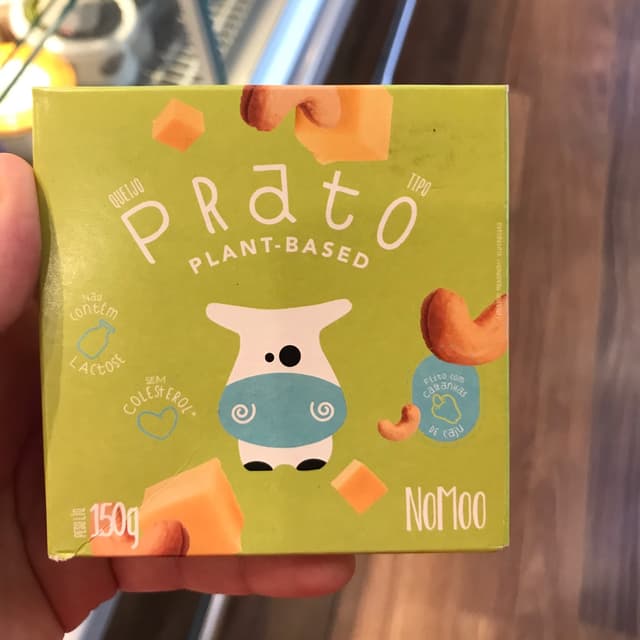 QUEIJO
TIPO
PRATO
PLANT-BASED
Não
contém
LACTOSE
SEM
COLESTEROL*
Feito com
castanhas
de caju
PESO LÍQ.
150g
NoMoo